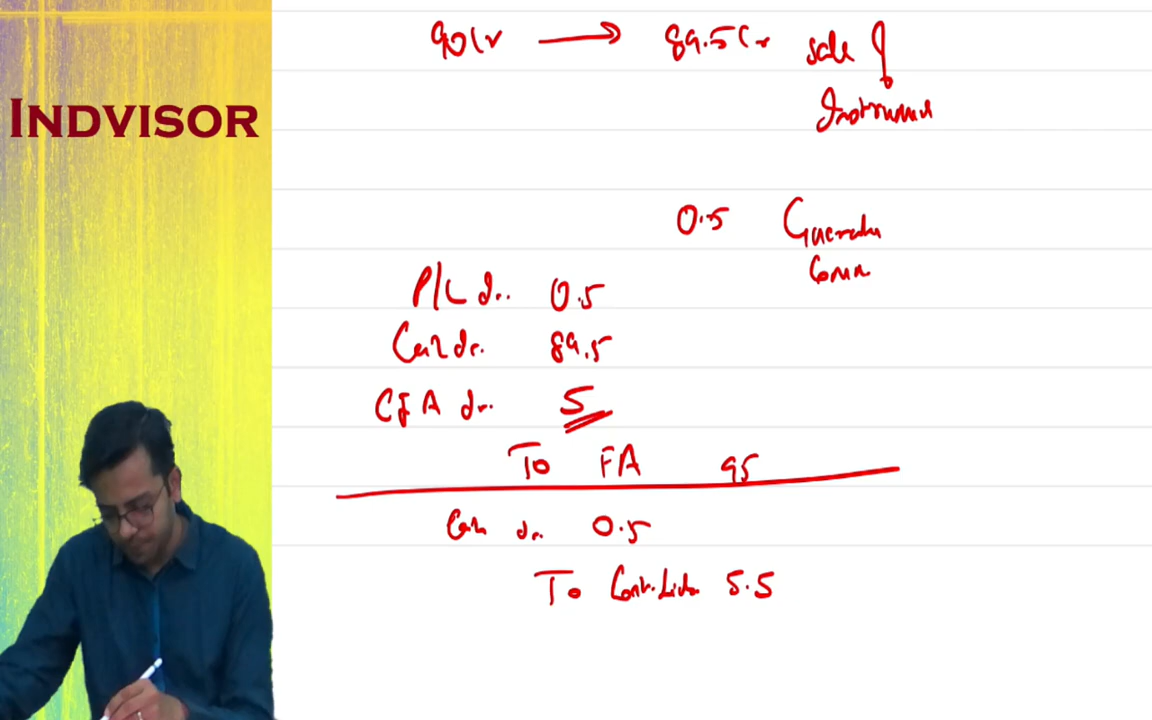 INDVISOR
90Cr → 89.5Cr sale of
Instrument
0.5 Guarantee
Comm
P/L dr. 0.5
Cash dr. 89.5
CIA dr. 5
To FA 95
Cash dr. 0.5
To Cont. Liab. 5.5